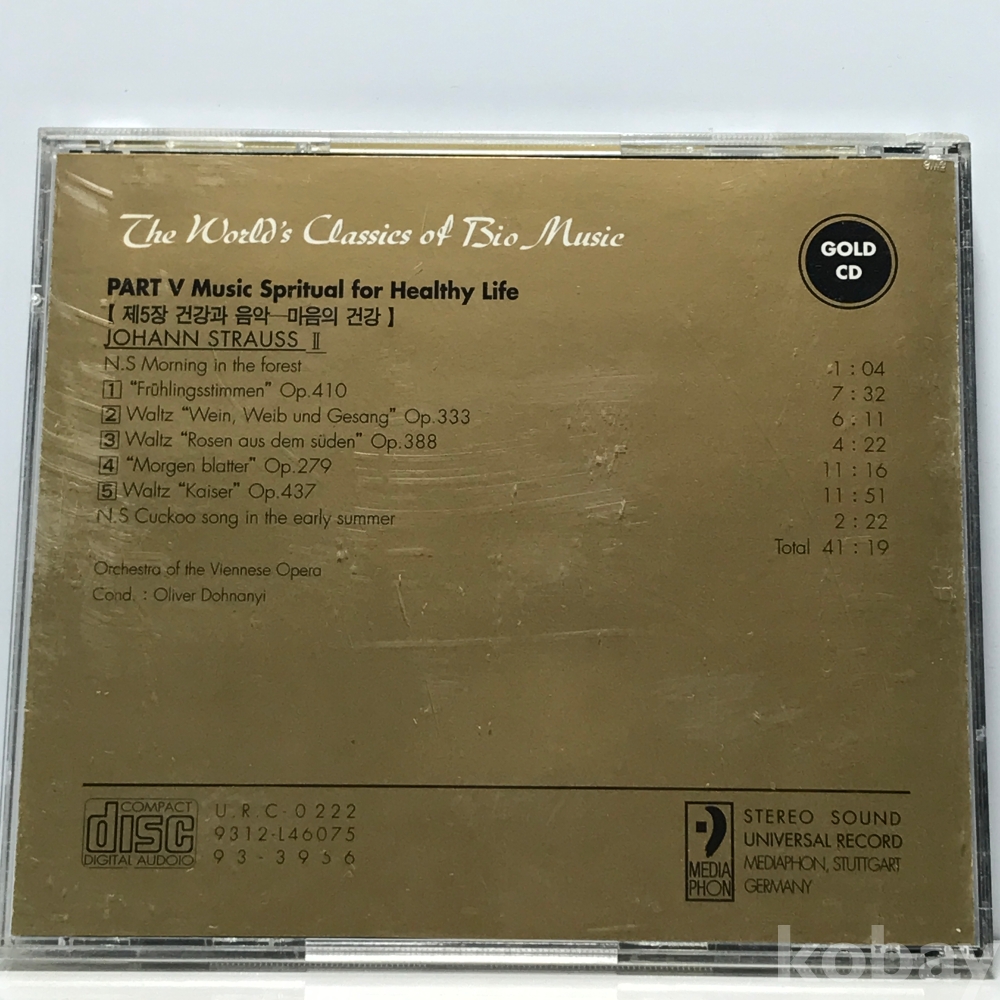 The World's Classics of Bio Music
GOLD
CD
PART V Music Spritual for Healthy Life
【 제5장 건강과 음악—마음의 건강 】
JOHANN STRAUSS Ⅱ
N.S Morning in the forest 1 : 04
1 "Frühlingsstimmen" Op.410 7 : 32
2 Waltz "Wein, Weib und Gesang" Op.333 6 : 11
3 Waltz "Rosen aus dem süden" Op.388 4 : 22
4 "Morgen blatter" Op.279 11 : 16
5 Waltz "Kaiser" Op.437 11 : 51
N.S Cuckoo song in the early summer 2 : 22
Total 41 : 19
Orchestra of the Viennese Opera
Cond. : Oliver Dohnanyi
COMPACT
disc
DIGITAL AUDOIO
U.R.C-0222
9312-L46075
93-3956
MEDIA
PHON
STEREO SOUND
UNIVERSAL RECORD
MEDIAPHON, STUTTGART
GERMANY
kobay